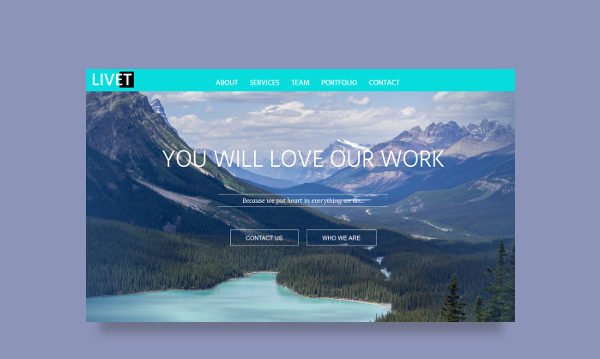 LIVET
ABOUT SERVICES TEAM PORTFOLIO CONTACT
YOU WILL LOVE OUR WORK
Because we put heart in everything we do...
CONTACT US WHO WE ARE